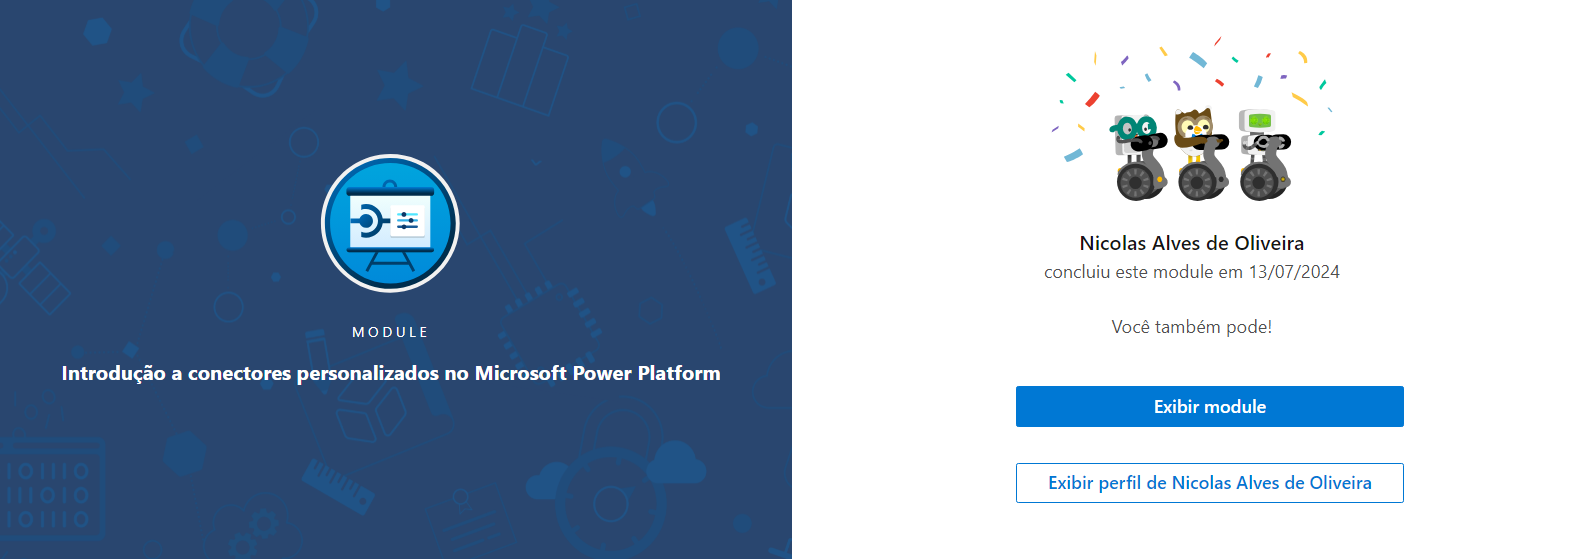 MODULE
Introdução a conectores personalizados no Microsoft Power Platform
Nicolas Alves de Oliveira
concluiu este module em 13/07/2024
Você também pode!
Exibir module
Exibir perfil de Nicolas Alves de Oliveira